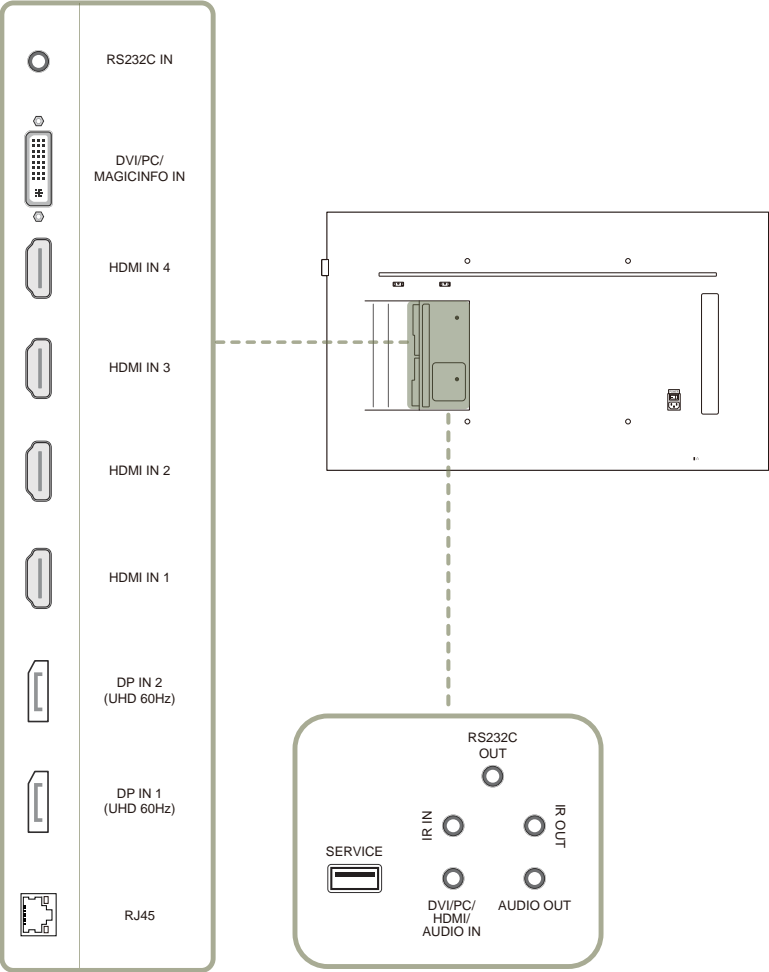 RS232C IN
DVI/PC/
MAGICINFO IN
HDMI IN 4
HDMI IN 3
HDMI IN 2
HDMI IN 1
DP IN 2
(UHD 60Hz)
DP IN 1
(UHD 60Hz)
RJ45
RS232C
OUT
IR IN
IR OUT
SERVICE
DVI/PC/
HDMI/
AUDIO IN
AUDIO OUT